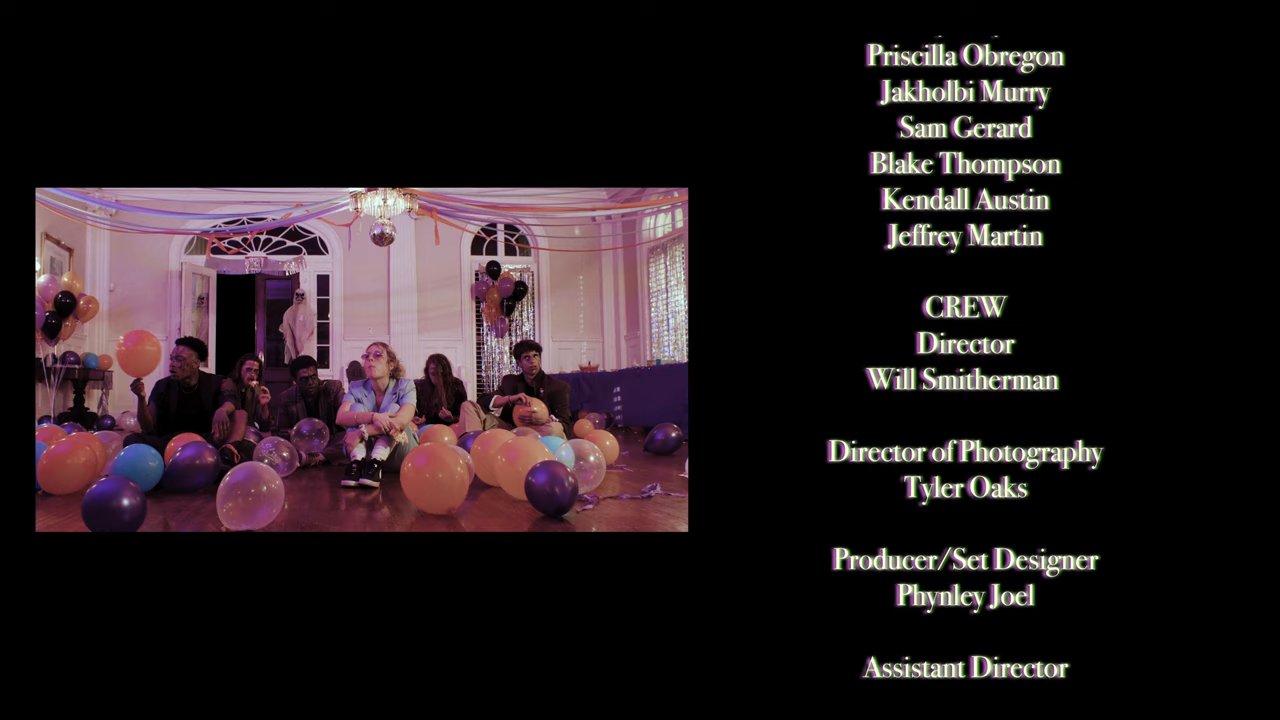 Priscilla Obregon
Jakholbi Murry
Sam Gerard
Blake Thompson
Kendall Austin
Jeffrey Martin
CREW
Director
Will Smitherman
Director of Photography
Tyler Oaks
Producer/Set Designer
Phynley Joel
Assistant Director